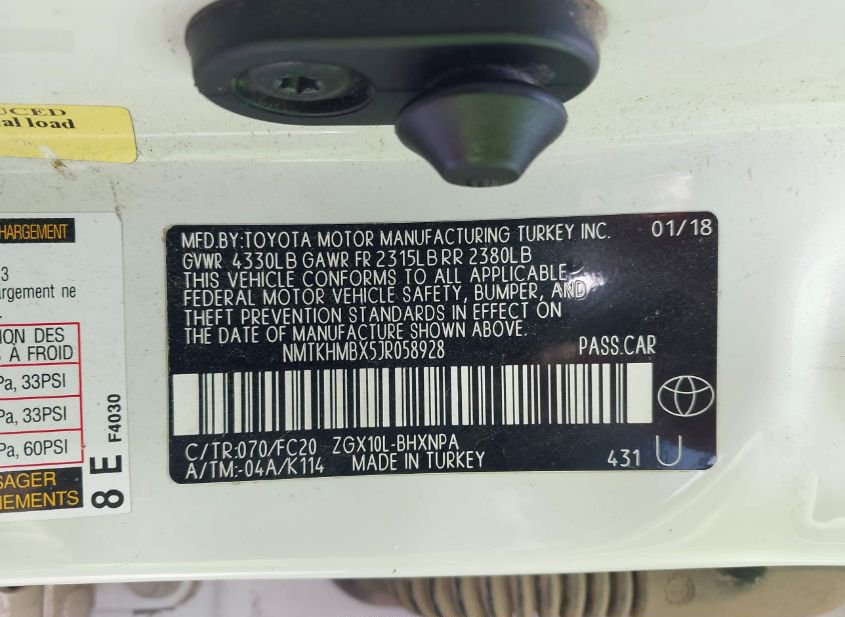 UCED
al load
HARGEMENT
3
argement ne
ION DES
S À FROID
Pa, 33PSI
Pa, 33PSI
Pa, 60PSI
SAGER
NEMENTS
8 E F4030
MFD.BY:TOYOTA MOTOR MANUFACTURING TURKEY INC. 01/18
GVWR 4330LB GAWR FR 2315LB RR 2380LB
THIS VEHICLE CONFORMS TO ALL APPLICABLE
FEDERAL MOTOR VEHICLE SAFETY, BUMPER, AND
THEFT PREVENTION STANDARDS IN EFFECT ON
THE DATE OF MANUFACTURE SHOWN ABOVE.
NMTKHMBX5JR058928 PASS.CAR
C/TR:070/FC20 ZGX10L-BHXNPA
A/TM:-04A/K114 MADE IN TURKEY
431 U